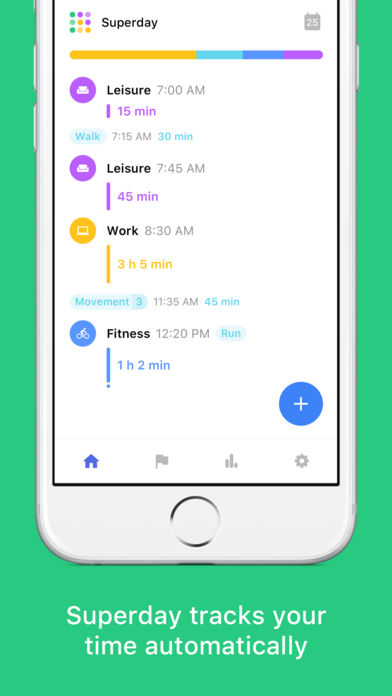 Superday 25
Leisure 7:00 AM
15 min
Walk 7:15 AM 30 min
Leisure 7:45 AM
45 min
Work 8:30 AM
3 h 5 min
Movement 3 11:35 AM 45 min
Fitness 12:20 PM Run
1 h 2 min
Superday tracks your
time automatically